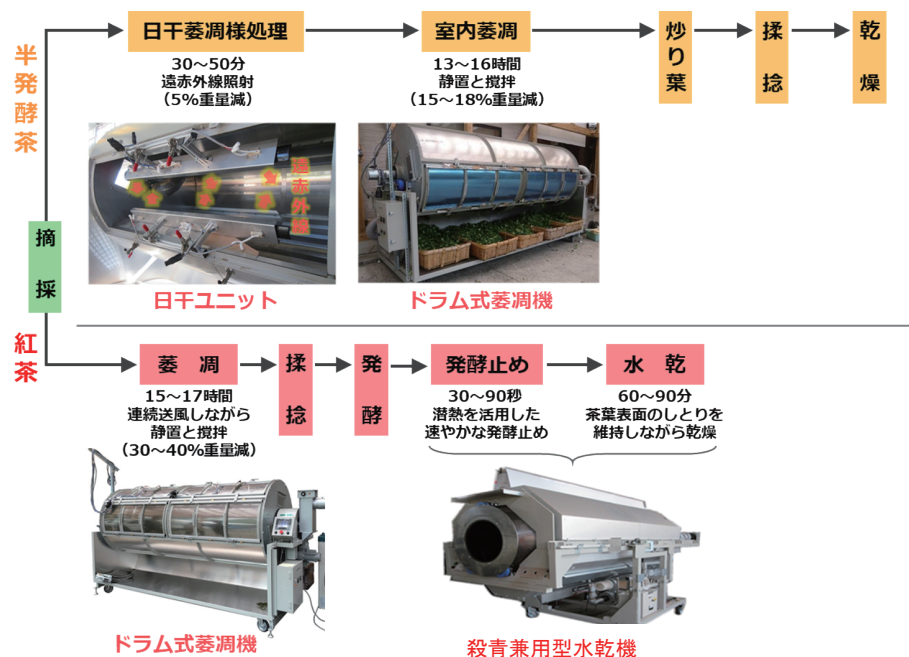 半発酵茶
摘採
紅茶
日干萎凋様処理
30～50分
遠赤外線照射
（5％重量減）
室内萎凋
13～16時間
静置と撹拌
（15～18％重量減）
炒り葉
揉捻
乾燥
遠赤外線
日干ユニット
ドラム式萎凋機
萎凋
15～17時間
連続送風しながら
静置と撹拌
（30～40％重量減）
揉捻
発酵
発酵止め
30～90秒
潜熱を活用した
速やかな発酵止め
水乾
60～90分
茶葉表面のしとりを
維持しながら乾燥
ドラム式萎凋機
殺青兼用型水乾機